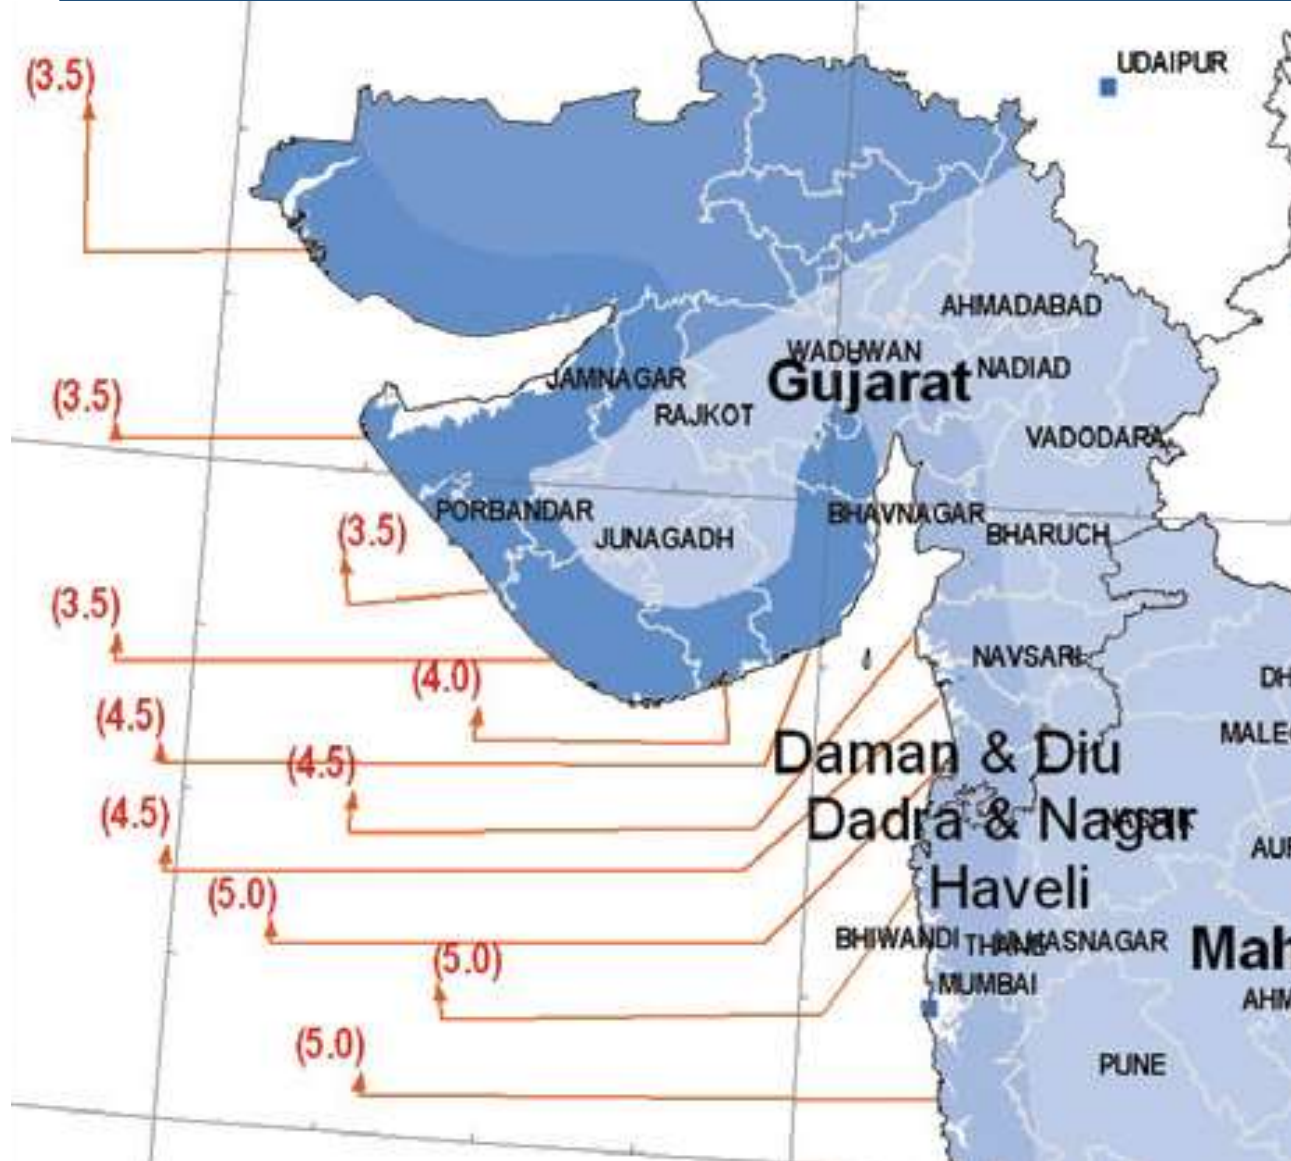 UDAIPUR
(3.5)
AHMADABAD
WADHWAN
NADIAD
Gujarat
JAMNAGAR
(3.5)
RAJKOT
VADODARA
PORBANDAR
BHAVNAGAR
(3.5)
JUNAGADH
BHARUCH
(3.5)
NAVSARI
(4.0)
DH
(4.5)
MALE
Daman & Diu
(4.5)
(4.5)
Dadra & Nagar
AU
Haveli
(5.0)
BHIWANDI
Mah
(5.0)
MUMBAI
AHM
(5.0)
PUNE